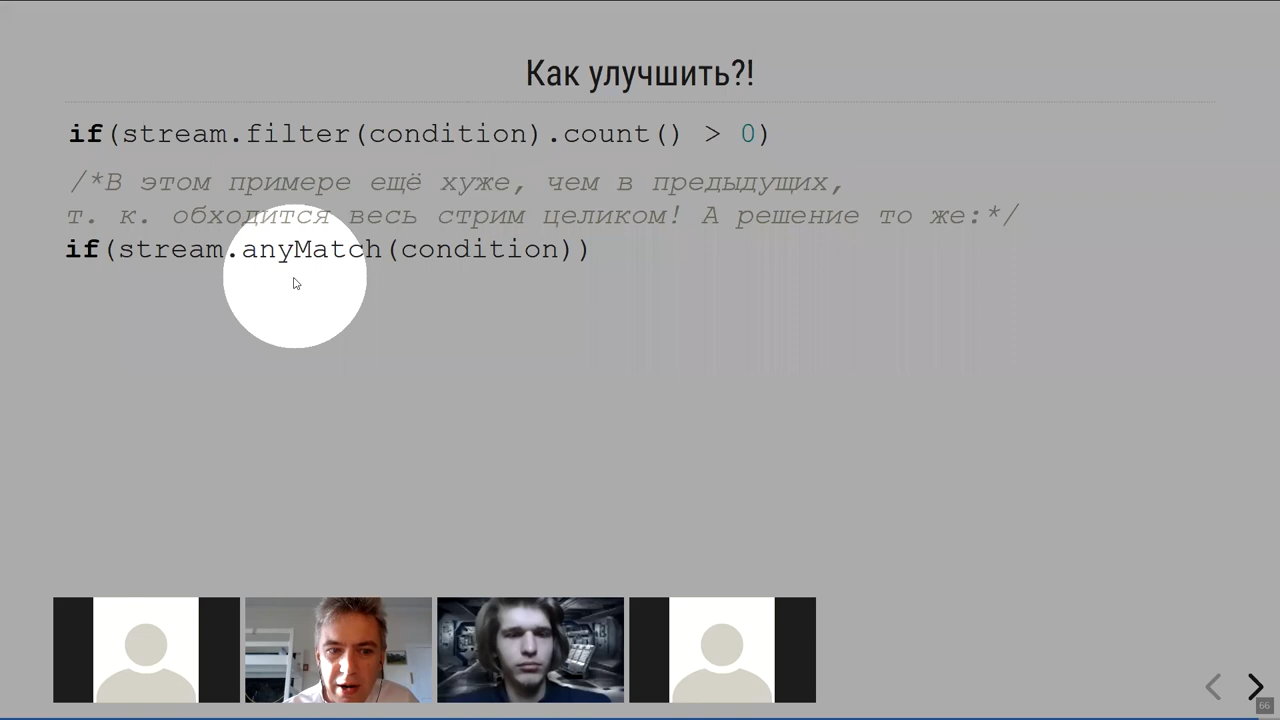 Как улучшить?!
if(stream.filter(condition).count() > 0)
/*В этом примере ещё хуже, чем в предыдущих,
т. к. обходится весь стрим целиком! А решение то же:*/
if(stream.anyMatch(condition))
66